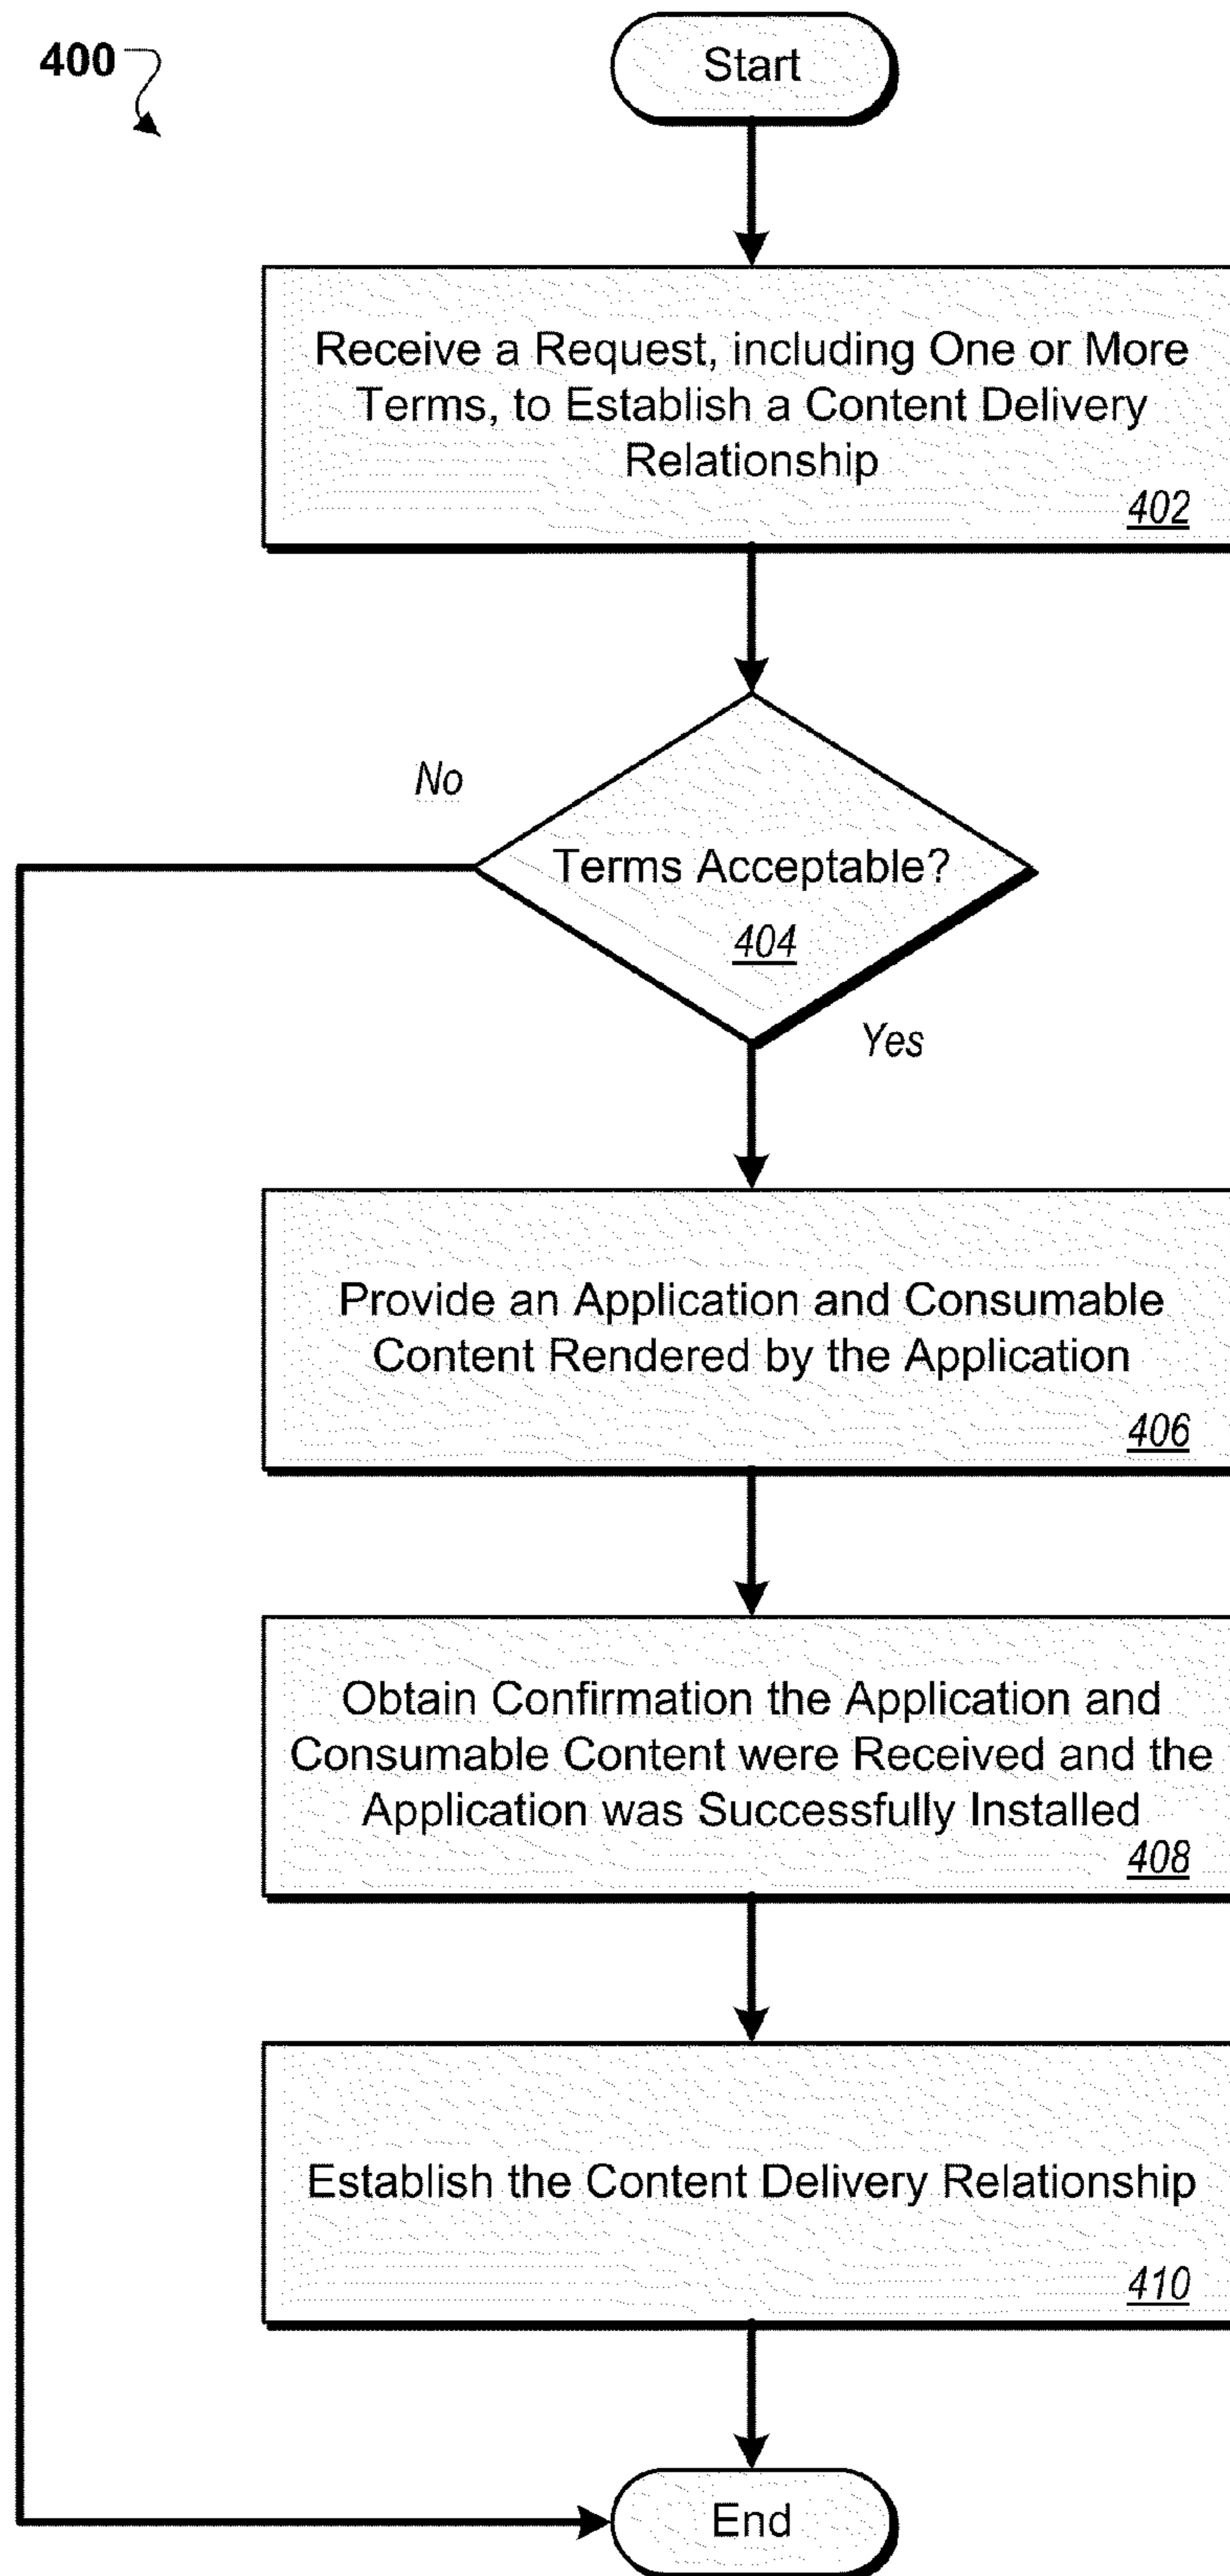 400
Start
Receive a Request, including One or More
Terms, to Establish a Content Delivery
Relationship
402
No
Terms Acceptable?
404
Yes
Provide an Application and Consumable
Content Rendered by the Application
406
Obtain Confirmation the Application and
Consumable Content were Received and the
Application was Successfully Installed
408
Establish the Content Delivery Relationship
410
End